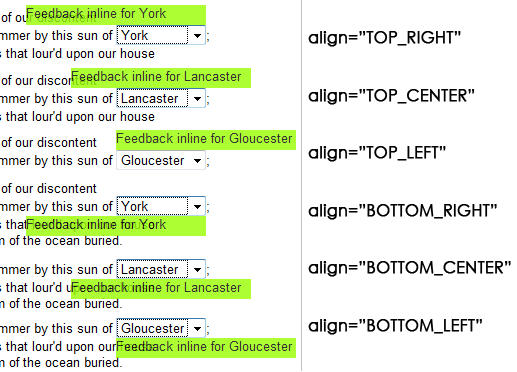 Feedback inline for York
of our discontent
mmer by this sun of York ;
s that lour'd upon our house
align="TOP_RIGHT"
Feedback inline for Lancaster
of our discontent
mmer by this sun of Lancaster ;
s that lour'd upon our house
align="TOP_CENTER"
of our discontent
Feedback inline for Gloucester
mmer by this sun of Gloucester ;
align="TOP_LEFT"
of our discontent
mmer by this sun of York ;
s that
Feedback inline for York
m of the ocean buried.
align="BOTTOM_RIGHT"
mmer by this sun of Lancaster ;
s that lour'd
Feedback inline for Lancaster
m of the ocean buried.
align="BOTTOM_CENTER"
mmer by this sun of Gloucester ;
s that lour'd upon our
Feedback inline for Gloucester
m of the ocean buried.
align="BOTTOM_LEFT"